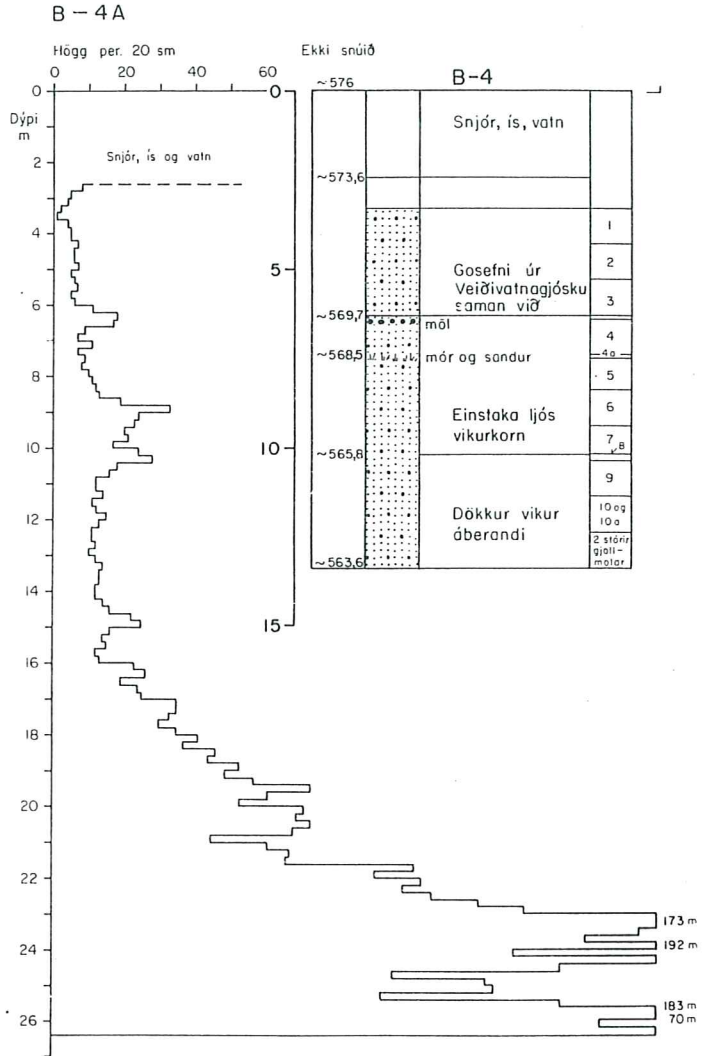 B - 4A
Högg per. 20 sm
0 20 40 60
Dýpi
m
0
2
4
6
8
10
12
14
16
18
20
22
24
26
Snjór, ís og vatn
173 m
192 m
183 m
70 m
Ekki snúið
0
5
10
15
B-4
~576
~573,6
~569,7
~568,5
~565,8
~563,6
Snjór, ís, vatn
Gosefni úr
Veiðivatnagjósku
saman við
möl
mór og sandur
Einstaka ljós
vikurkorn
Dökkur vikur
áberandi
1
2
3
4
4a
5
6
7
8
9
10 og
10a
2 stórir
gjall-
molar